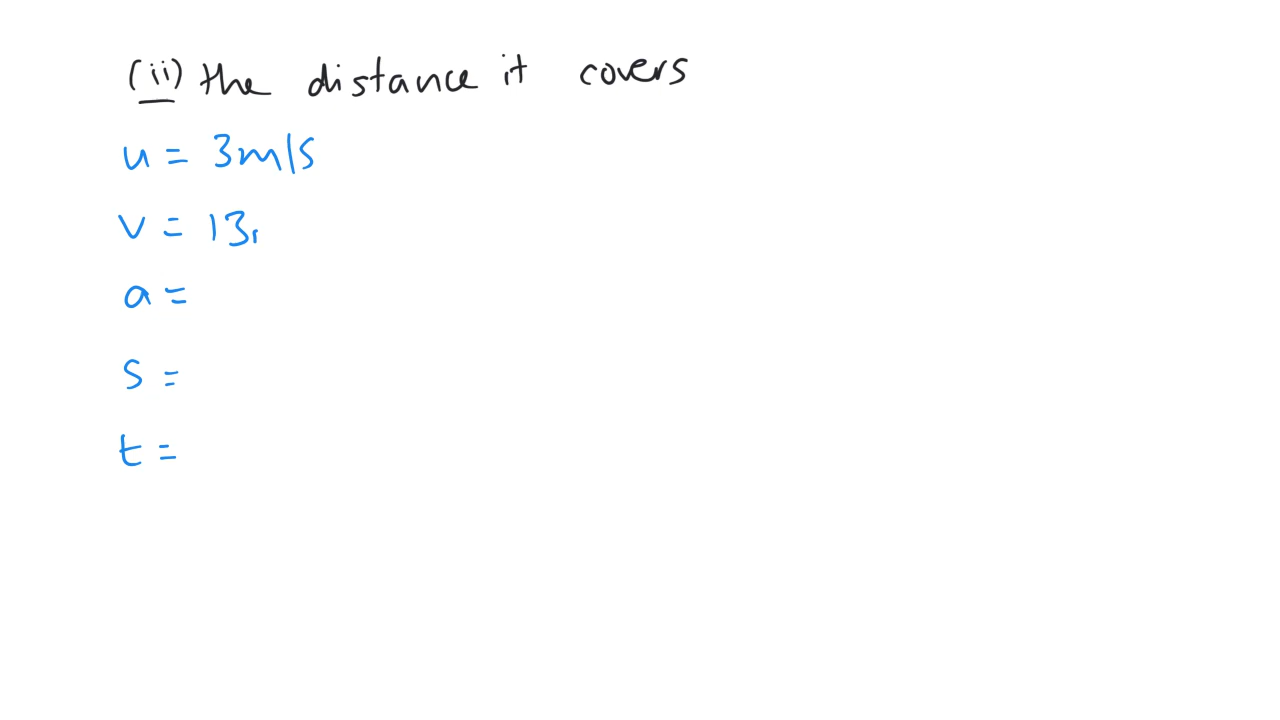 (ii) the distance it covers
u = 3m/s
v = 13
a =
s =
t =